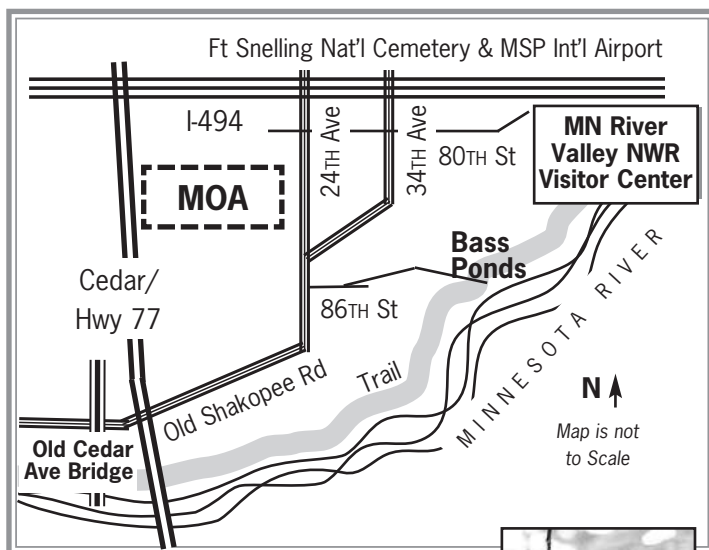 Ft Snelling Nat'l Cemetery & MSP Int'l Airport
I-494
24TH Ave
34TH Ave
80TH St
MN River
Valley NWR
Visitor Center
MOA
Bass
Ponds
Cedar/
Hwy 77
86TH St
MINNESOTA RIVER
Old Shakopee Rd
Trail
N
Map is not
to Scale
Old Cedar
Ave Bridge